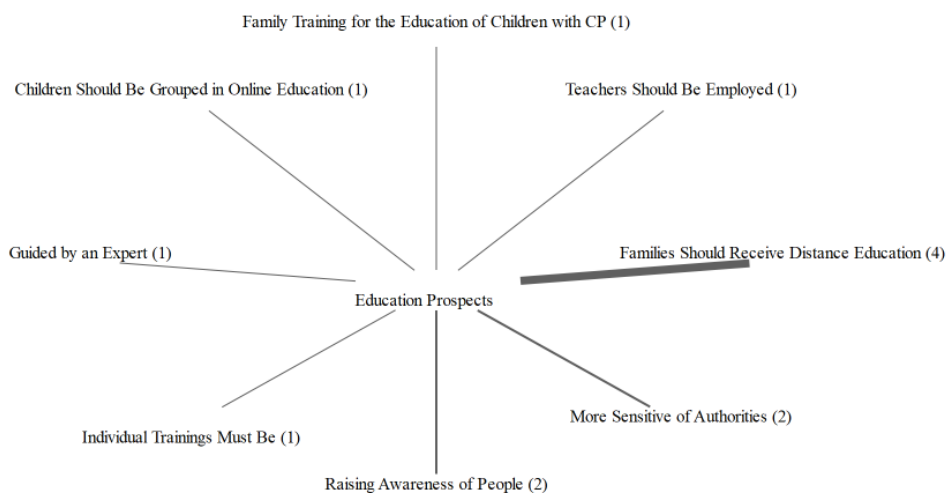 Family Training for the Education of Children with CP (1)
Children Should Be Grouped in Online Education (1)
Teachers Should Be Employed (1)
Guided by an Expert (1)
Families Should Receive Distance Education (4)
Education Prospects
More Sensitive of Authorities (2)
Individual Trainings Must Be (1)
Raising Awareness of People (2)